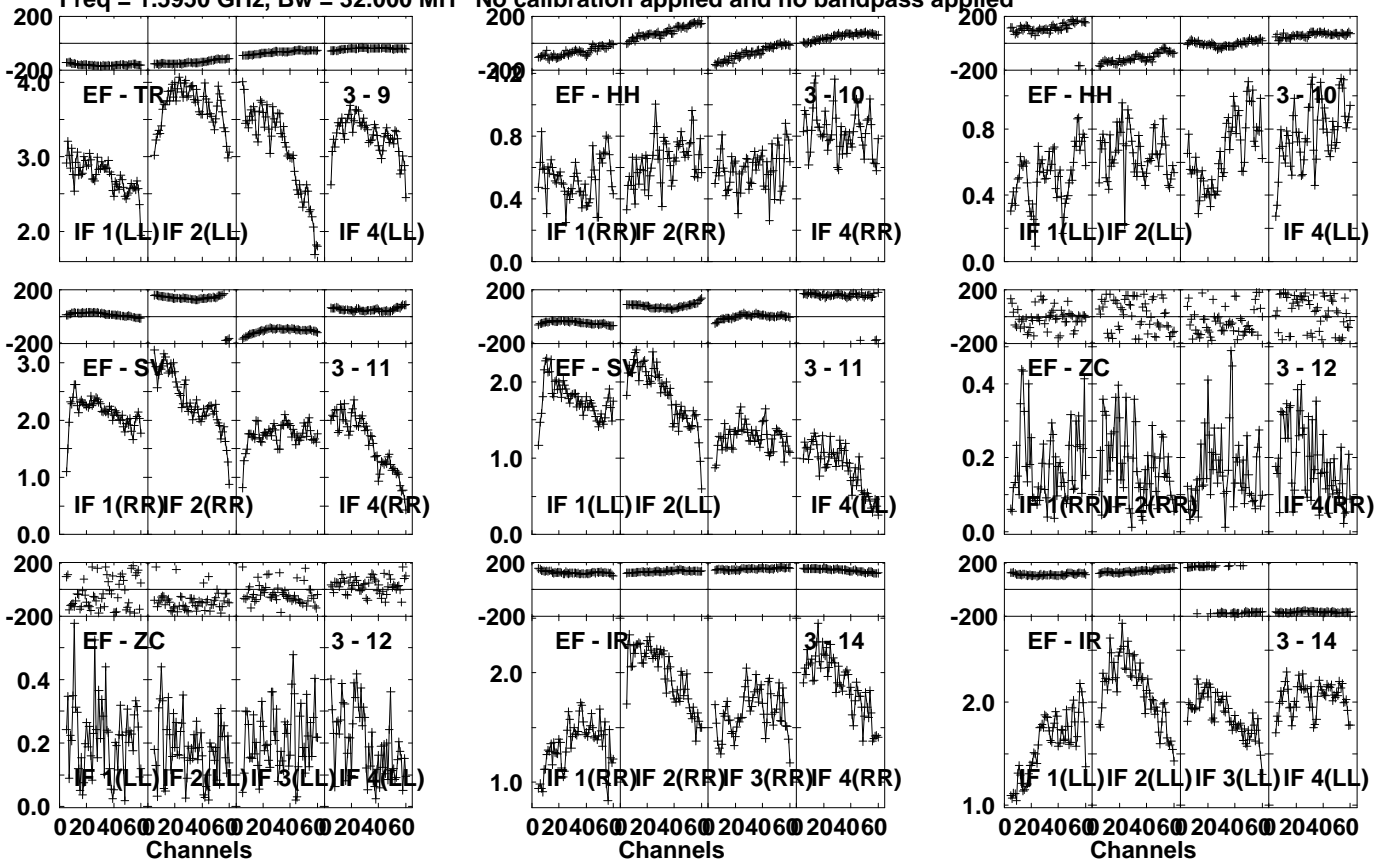 Freq = 1.5950 GHz, Bw = 32.000 MH No calibration applied and no bandpass applied
200
-200
4.0
3.0
2.0
EF - TR
3 - 9
IF 1(LL)
IF 2(LL)
IF 4(LL)
200
-200
1.2
0.8
0.4
0.0
EF - HH
3 - 10
IF 1(RR)
IF 2(RR)
IF 4(RR)
200
-200
0.8
0.4
0.0
EF - HH
3 - 10
IF 1(LL)
IF 2(LL)
IF 4(LL)
200
-200
3.0
2.0
1.0
0.0
EF - SV
3 - 11
IF 1(RR)
IF 2(RR)
IF 4(RR)
200
-200
2.0
1.0
0.0
EF - SV
3 - 11
IF 1(LL)
IF 2(LL)
IF 4(LL)
200
-200
0.4
0.2
0.0
EF - ZC
3 - 12
IF 1(RR)
IF 2(RR)
IF 4(RR)
200
-200
0.4
0.2
0.0
EF - ZC
3 - 12
IF 1(LL)
IF 2(LL)
IF 3(LL)
IF 4(LL)
0 20 40 60 0 20 40 60 0 20 40 60 0 20 40 60
Channels
200
-200
2.0
1.0
EF - IR
3 - 14
IF 1(RR)
IF 2(RR)
IF 3(RR)
IF 4(RR)
0 20 40 60 0 20 40 60 0 20 40 60 0 20 40 60
Channels
200
-200
2.0
1.0
EF - IR
3 - 14
IF 1(LL)
IF 2(LL)
IF 3(LL)
IF 4(LL)
0 20 40 60 0 20 40 60 0 20 40 60 0 20 40 60
Channels